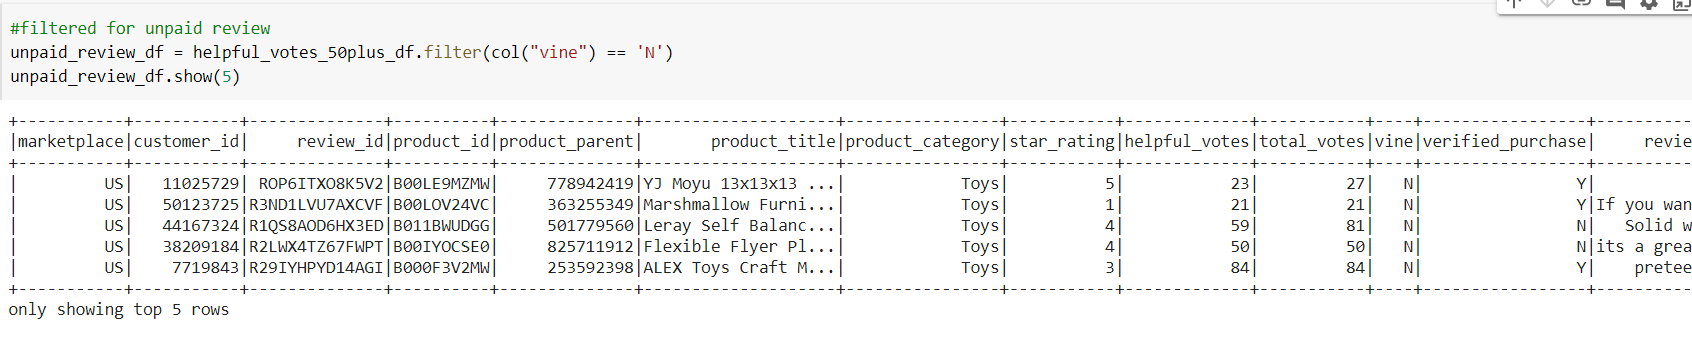 #filtered for unpaid review
unpaid_review_df = helpful_votes_50plus_df.filter(col("vine") == 'N')
unpaid_review_df.show(5)
+-----------+-----------+--------------+----------+--------------+--------------------+----------------+-----------+-------------+-----------+----+-----------------+----------
|marketplace|customer_id|     review_id|product_id|product_parent|       product_title|product_category|star_rating|helpful_votes|total_votes|vine|verified_purchase|     revie
+-----------+-----------+--------------+----------+--------------+--------------------+----------------+-----------+-------------+-----------+----+-----------------+----------
|         US|   11025729| ROP6ITXO8K5V2|B00LE9MZMW|     778942419|YJ Moyu 13x13x13 ...|            Toys|          5|           23|         27|   N|                Y|
|         US|   50123725|R3ND1LVU7AXCVF|B00LOV24VC|     363255349|Marshmallow Furni...|            Toys|          1|           21|         21|   N|                Y|If you wan
|         US|   44167324|R1QS8AOD6HX3ED|B011BWUDGG|     501779560|Leray Self Balanc...|            Toys|          4|           59|         81|   N|                N|   Solid w
|         US|   38209184|R2LWX4TZ67FWPT|B00IYOCSE0|     825711912|Flexible Flyer Pl...|            Toys|          4|           50|         50|   N|                N|its a grea
|         US|    7719843|R29IYHPYD14AGI|B000F3V2MW|     253592398|ALEX Toys Craft M...|            Toys|          3|           84|         84|   N|                Y|    pretee
+-----------+-----------+--------------+----------+--------------+--------------------+----------------+-----------+-------------+-----------+----+-----------------+----------
only showing top 5 rows